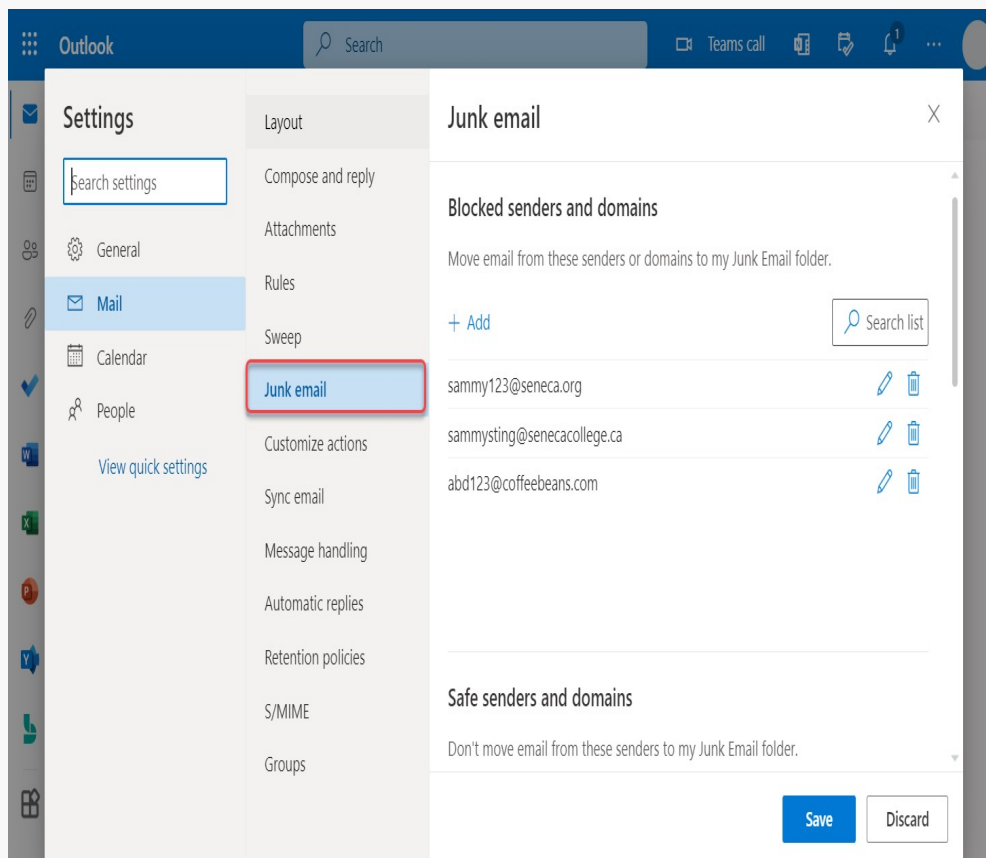 Outlook
Search
Teams call
1
Settings
Search settings
General
Mail
Calendar
People
View quick settings
Layout
Compose and reply
Attachments
Rules
Sweep
Junk email
Customize actions
Sync email
Message handling
Automatic replies
Retention policies
S/MIME
Groups
Junk email
Blocked senders and domains
Move email from these senders or domains to my Junk Email folder.
+ Add
Search list
sammy123@seneca.org
sammysting@senecacollege.ca
abd123@coffeebeans.com
Safe senders and domains
Don't move email from these senders to my Junk Email folder.
Save
Discard